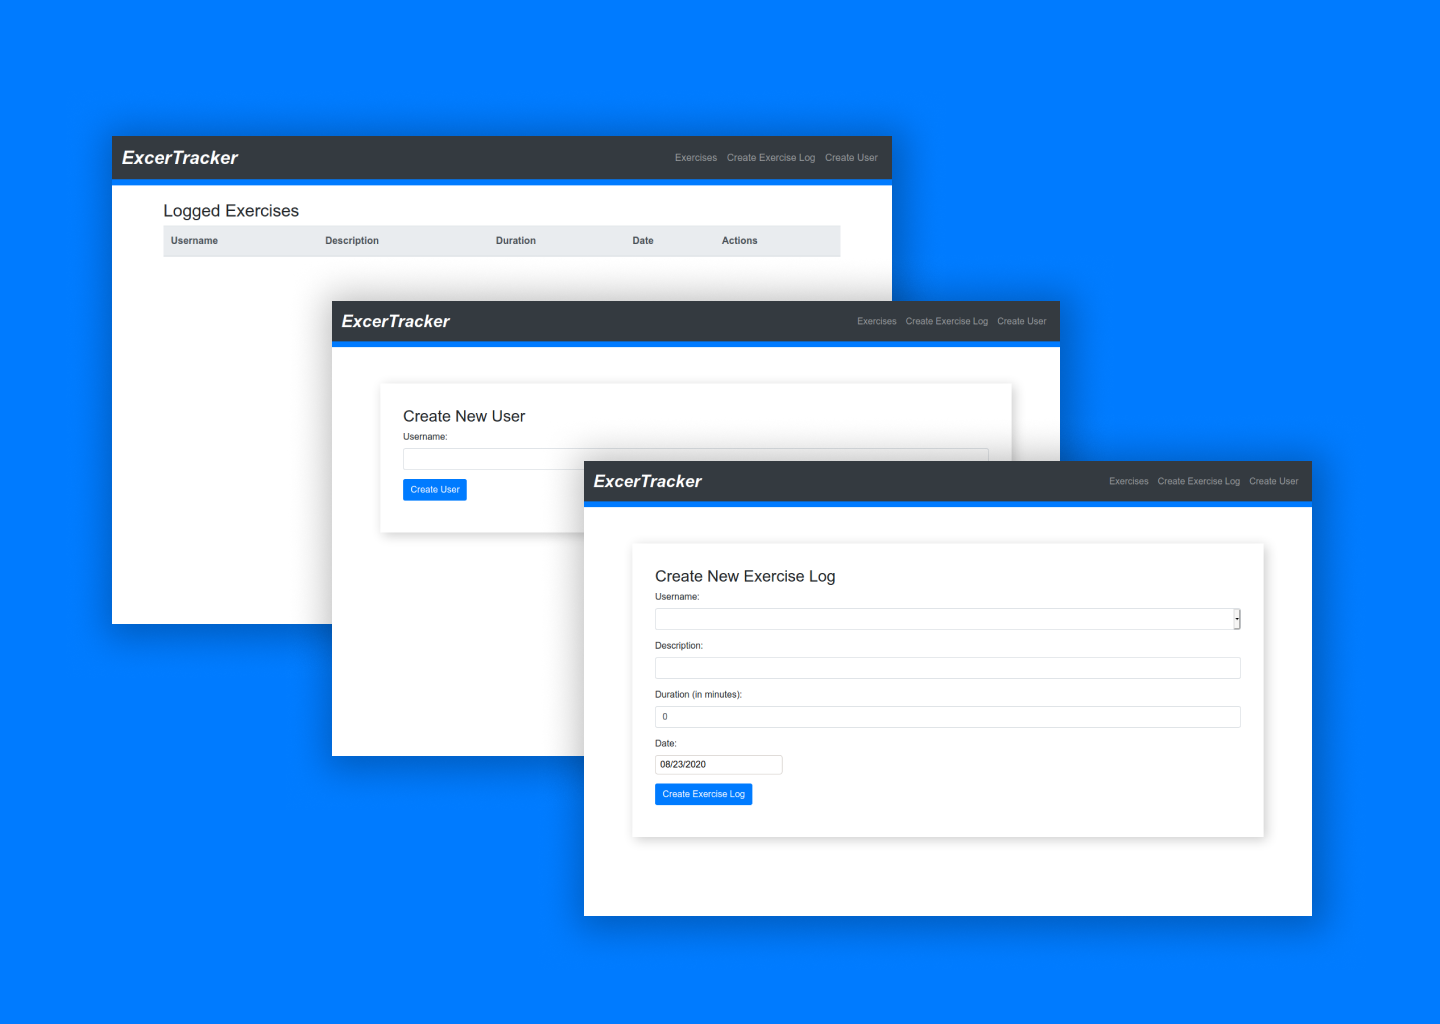 ExcerTracker
Exercises Create Exercise Log Create User
Logged Exercises
Username Description Duration Date Actions
ExcerTracker
Exercises Create Exercise Log Create User
Create New User
Username:
Create User
ExcerTracker
Exercises Create Exercise Log Create User
Create New Exercise Log
Username:
Description:
Duration (in minutes):
0
Date:
08/23/2020
Create Exercise Log